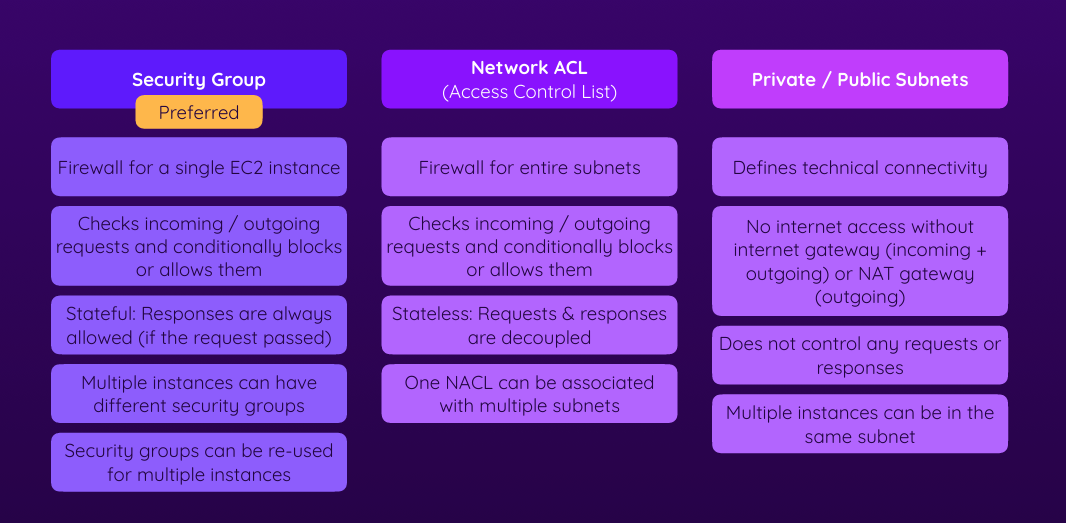 Security Group
Preferred
Firewall for a single EC2 instance
Checks incoming / outgoing
requests and conditionally blocks
or allows them
Stateful: Responses are always
allowed (if the request passed)
Multiple instances can have
different security groups
Security groups can be re-used
for multiple instances
Network ACL
(Access Control List)
Firewall for entire subnets
Checks incoming / outgoing
requests and conditionally blocks
or allows them
Stateless: Requests & responses
are decoupled
One NACL can be associated
with multiple subnets
Private / Public Subnets
Defines technical connectivity
No internet access without
internet gateway (incoming +
outgoing) or NAT gateway
(outgoing)
Does not control any requests or
responses
Multiple instances can be in the
same subnet